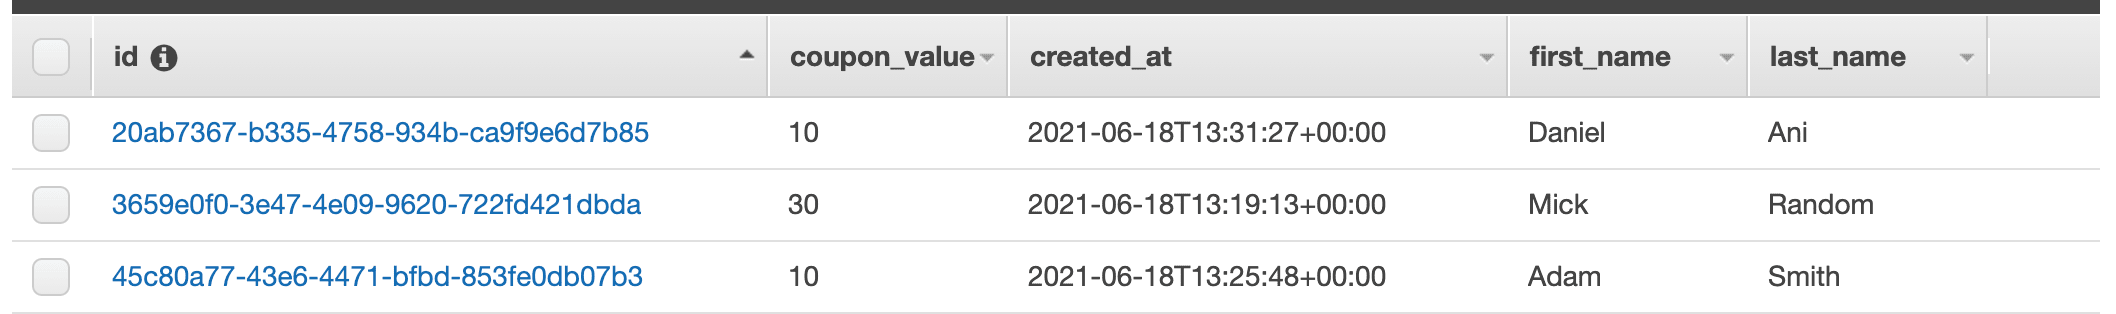 id coupon_value created_at first_name last_name
20ab7367-b335-4758-934b-ca9f9e6d7b85 10 2021-06-18T13:31:27+00:00 Daniel Ani
3659e0f0-3e47-4e09-9620-722fd421dbda 30 2021-06-18T13:19:13+00:00 Mick Random
45c80a77-43e6-4471-bfbd-853fe0db07b3 10 2021-06-18T13:25:48+00:00 Adam Smith